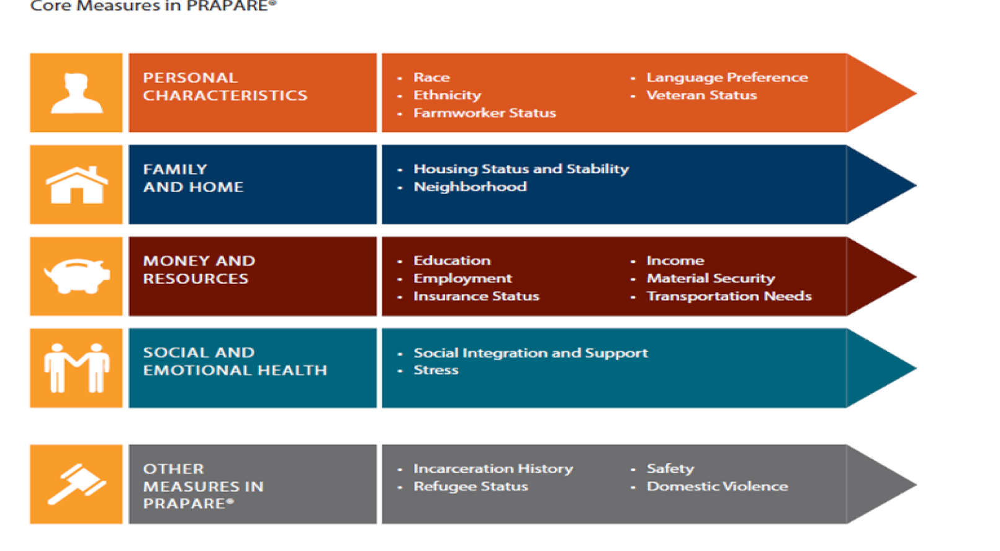 Core Measures in PRAPARE®
PERSONAL
CHARACTERISTICS
• Race
• Ethnicity
• Farmworker Status
• Language Preference
• Veteran Status
FAMILY
AND HOME
• Housing Status and Stability
• Neighborhood
MONEY AND
RESOURCES
• Education
• Employment
• Insurance Status
• Income
• Material Security
• Transportation Needs
SOCIAL AND
EMOTIONAL HEALTH
• Social Integration and Support
• Stress
OTHER
MEASURES IN
PRAPARE®
• Incarceration History
• Refugee Status
• Safety
• Domestic Violence